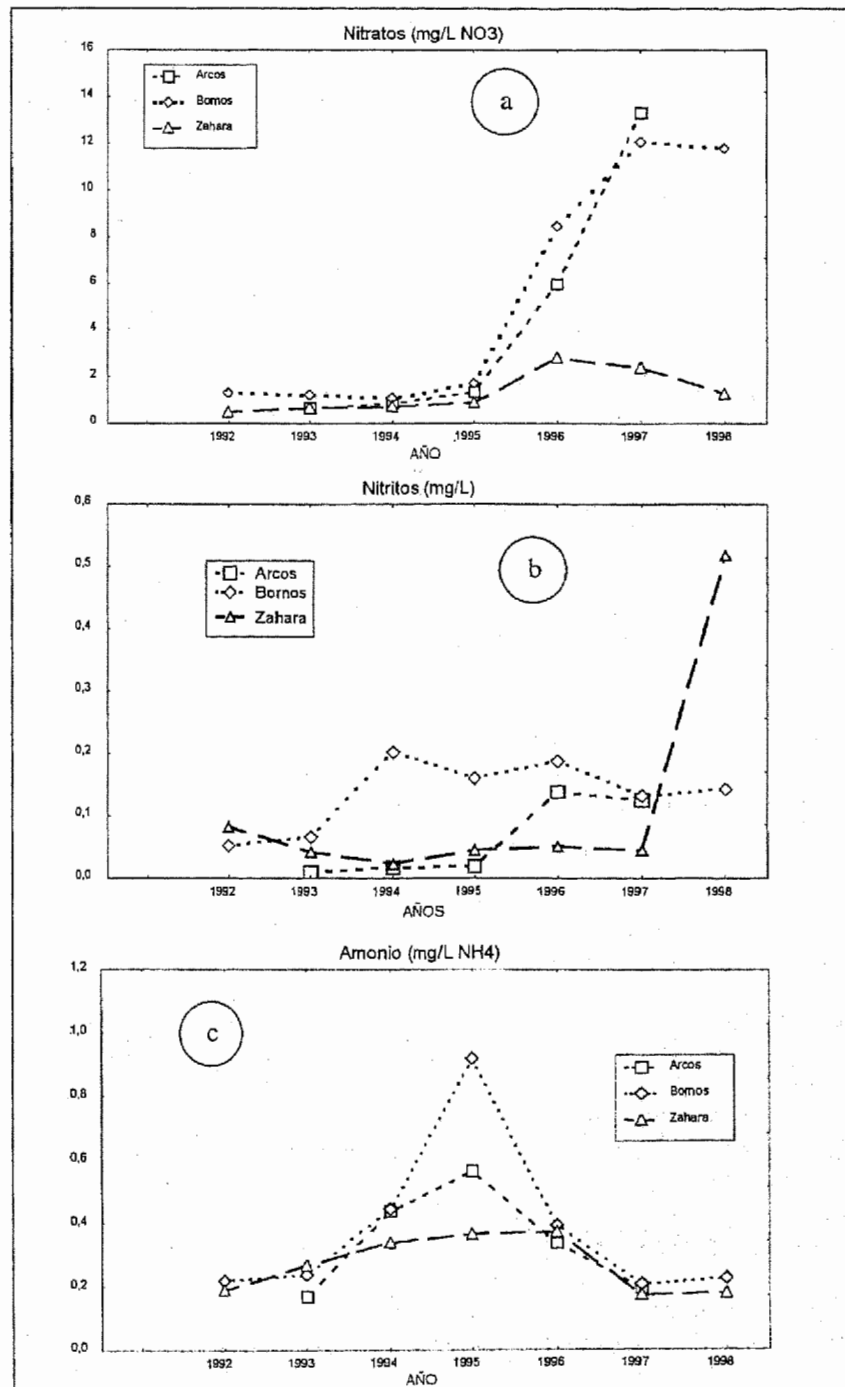 Nitratos (mg/L NO3)
16
14
12
10
8
6
4
2
0
Arcos
Bornos
Zahara
a
1992 1993 1994 1995 1996 1997 1998
AÑO
Nitritos (mg/L)
0,6
0,5
0,4
0,3
0,2
0,1
0,0
Arcos
Bornos
Zahara
b
1992 1993 1994 1995 1996 1997 1998
AÑOS
Amonio (mg/L NH4)
1,2
1,0
0,8
0,6
0,4
0,2
0,0
c
Arcos
Bornos
Zahara
1992 1993 1994 1995 1996 1997 1998
AÑO